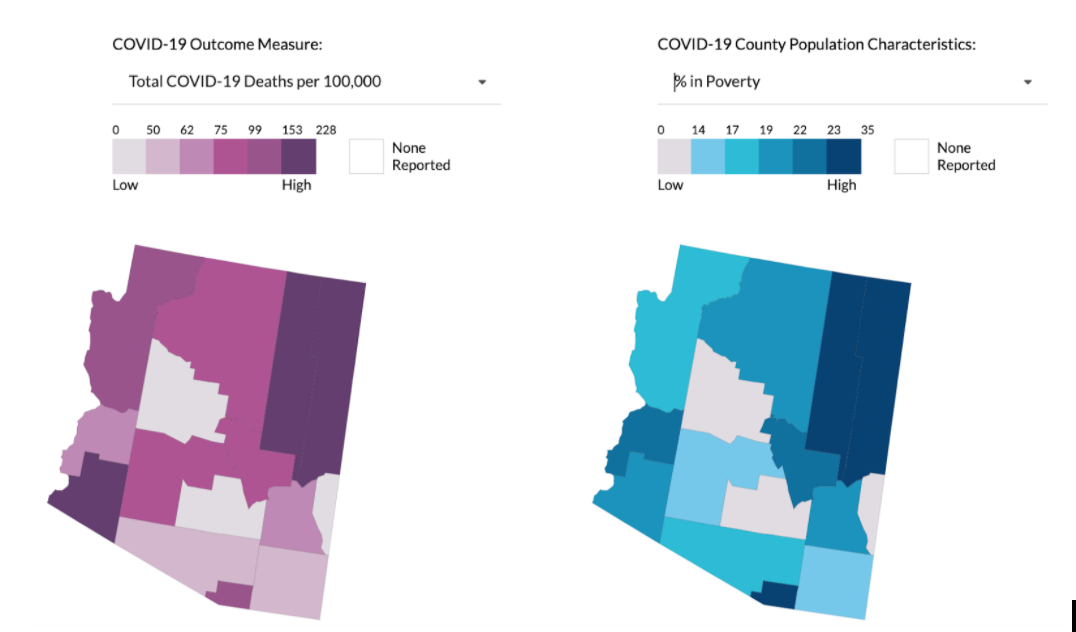 COVID-19 Outcome Measure:
Total COVID-19 Deaths per 100,000
0 50 62 75 99 153 228
None
Reported
Low High
COVID-19 County Population Characteristics:
% in Poverty
0 14 17 19 22 23 35
None
Reported
Low High